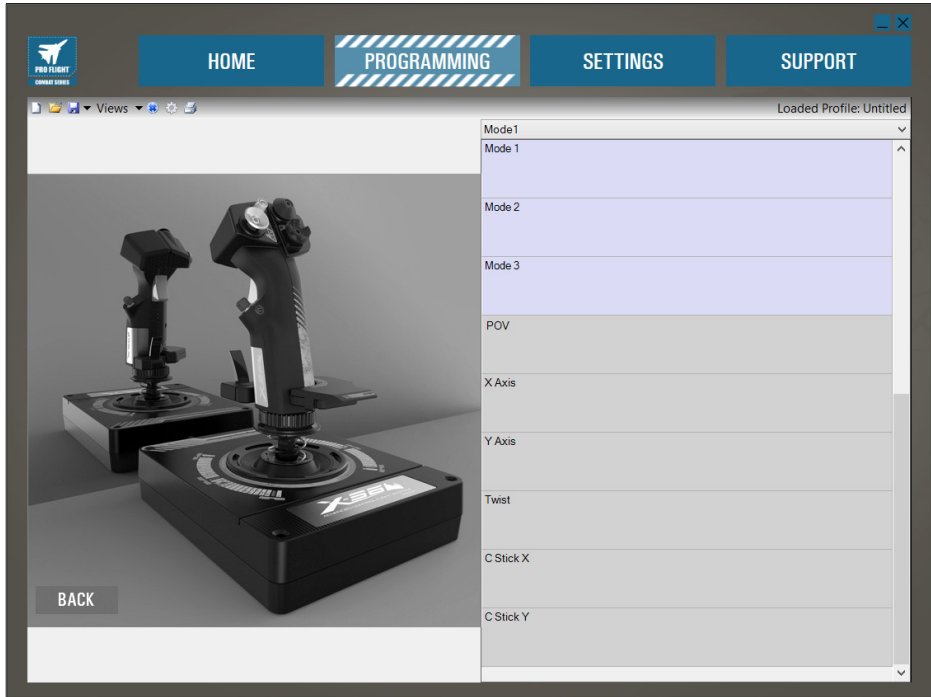 PRO FLIGHT
COMBAT SERIES
HOME
PROGRAMMING
SETTINGS
SUPPORT
Views
Loaded Profile: Untitled
Mode1
Mode 1
Mode 2
Mode 3
POV
X Axis
Y Axis
Twist
C Stick X
C Stick Y
X-56
BACK